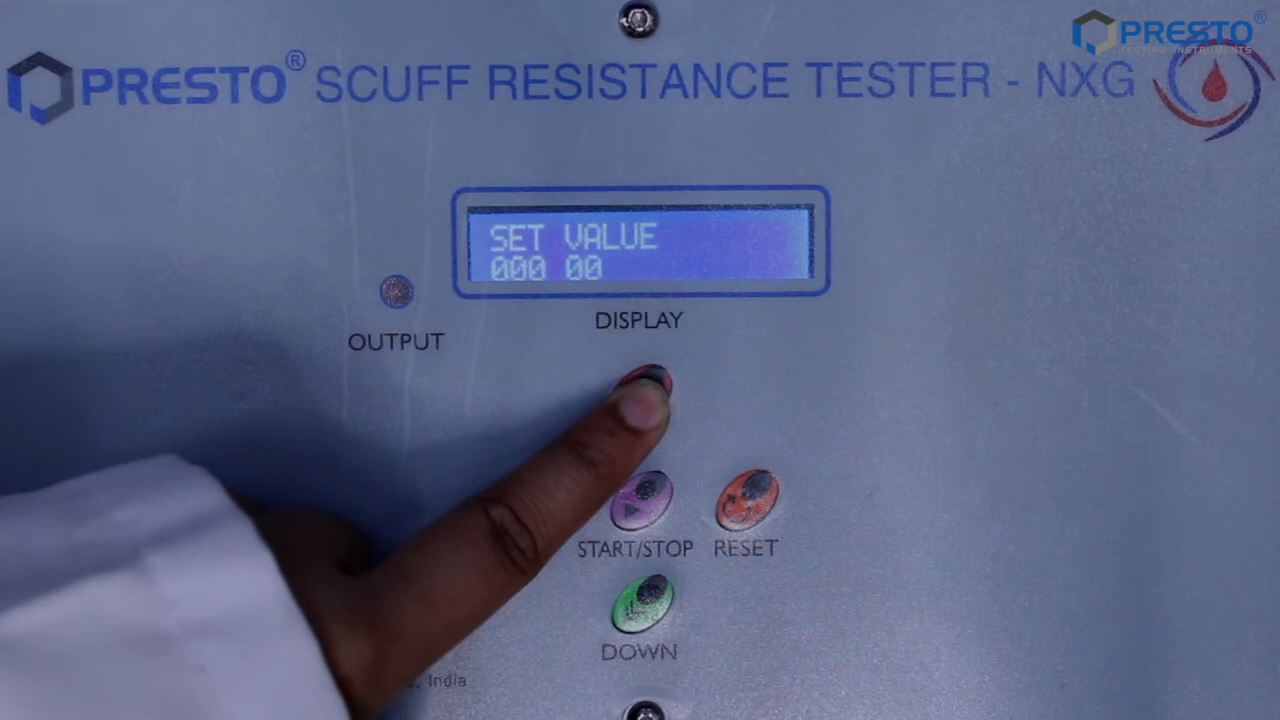 PRESTO®
TESTING INSTRUMENTS
PRESTO® SCUFF RESISTANCE TESTER - NXG
SET VALUE
000 00
DISPLAY
OUTPUT
START/STOP
RESET
DOWN
India